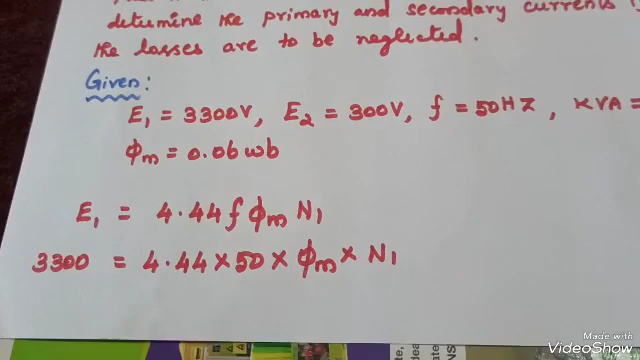 determine the primary and secondary currents
the losses are to be neglected.
Given:
E₁ = 3300V, E₂ = 300V, f = 50HZ, KVA =
ϕm = 0.06 wb
E₁ = 4.44 f ϕm N₁
3300 = 4.44 × 50 × ϕm × N₁
Made with
VideoShow